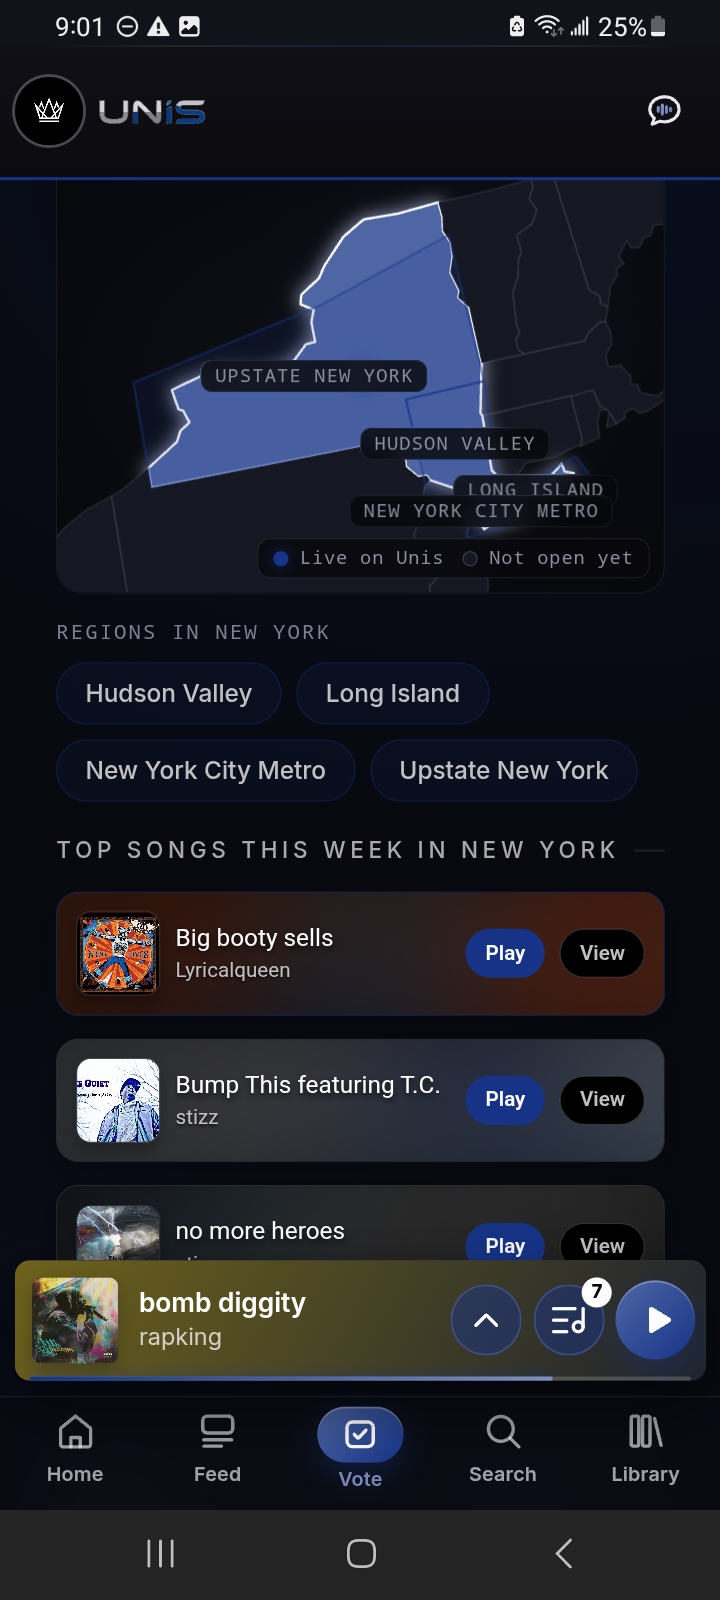 9:01
25%
UNIS
UPSTATE NEW YORK
HUDSON VALLEY
LONG ISLAND
NEW YORK CITY METRO
Live on Unis
Not open yet
REGIONS IN NEW YORK
Hudson Valley
Long Island
New York City Metro
Upstate New York
TOP SONGS THIS WEEK IN NEW YORK
Big booty sells
Lyricalqueen
Play
View
QUIET
Bump This featuring T.C.
stizz
Play
View
no more heroes
Play
View
bomb diggity
rapking
7
Home
Feed
Vote
Search
Library